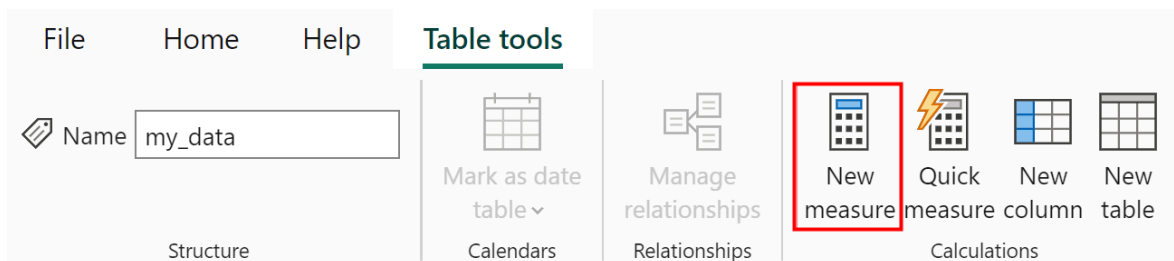 File Home Help Table tools
Name my_data
Mark as date
table
Manage
relationships
New
measure
Quick
measure
New
column
New
table
Structure Calendars Relationships Calculations